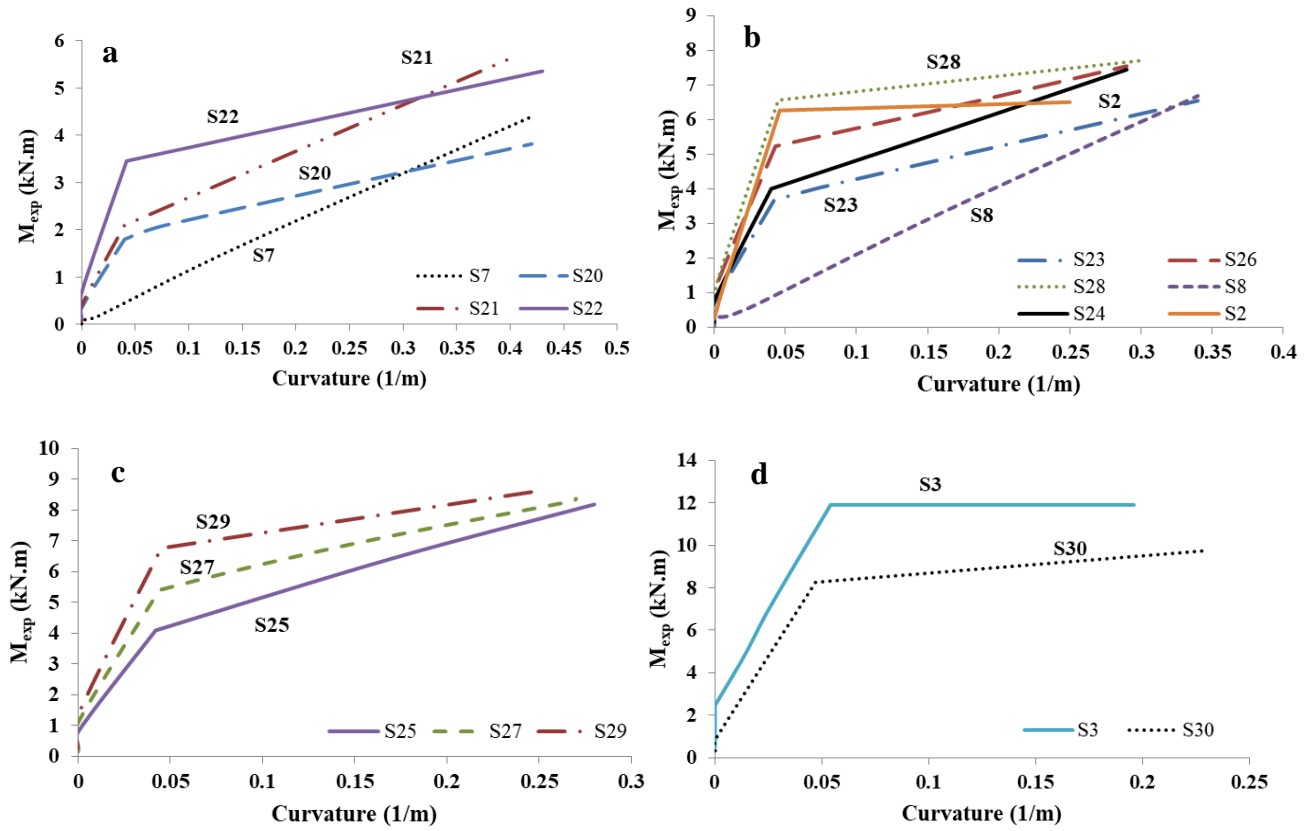 a
M_exp (kN.m)
6
5
4
3
2
1
0
S21
S22
S20
S7
S7 S20
S21 S22
0 0.05 0.1 0.15 0.2 0.25 0.3 0.35 0.4 0.45 0.5
Curvature (1/m)
b
M_exp (kN.m)
9
8
7
6
5
4
3
2
1
0
S28
S2
S23
S8
S23 S26
S28 S8
S24 S2
0 0.05 0.1 0.15 0.2 0.25 0.3 0.35 0.4
Curvature (1/m)
c
M_exp (kN.m)
10
9
8
7
6
5
4
3
2
1
0
S29
S27
S25
S25 S27 S29
0 0.05 0.1 0.15 0.2 0.25 0.3
Curvature (1/m)
d
M_exp (kN.m)
14
12
10
8
6
4
2
0
S3
S30
S3 S30
0 0.05 0.1 0.15 0.2 0.25
Curvature (1/m)